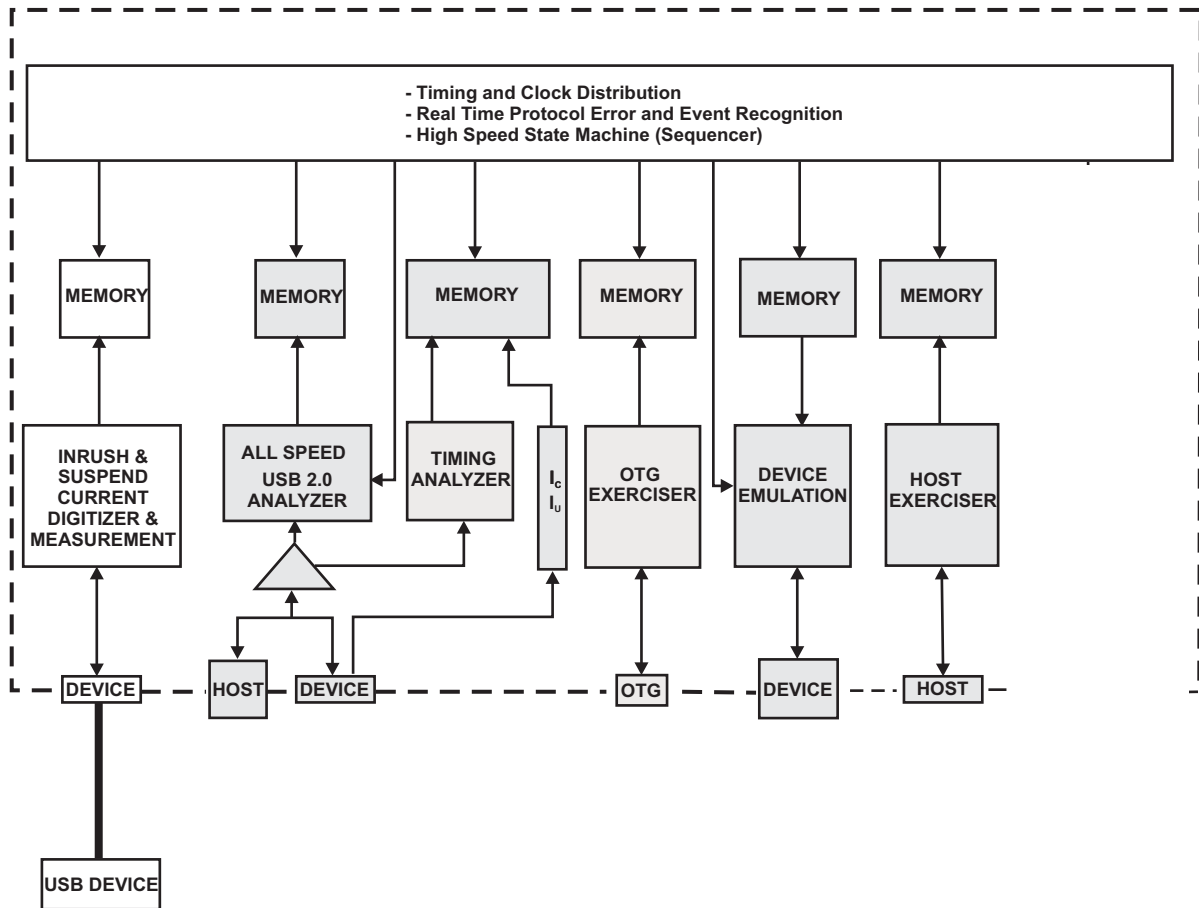 - Timing and Clock Distribution
- Real Time Protocol Error and Event Recognition
- High Speed State Machine (Sequencer)
MEMORY
MEMORY
MEMORY
MEMORY
MEMORY
MEMORY
INRUSH &
SUSPEND
CURRENT
DIGITIZER &
MEASUREMENT
ALL SPEED
USB 2.0
ANALYZER
TIMING
ANALYZER
IC
IU
OTG
EXERCISER
DEVICE
EMULATION
HOST
EXERCISER
DEVICE
HOST
DEVICE
OTG
DEVICE
HOST
USB DEVICE